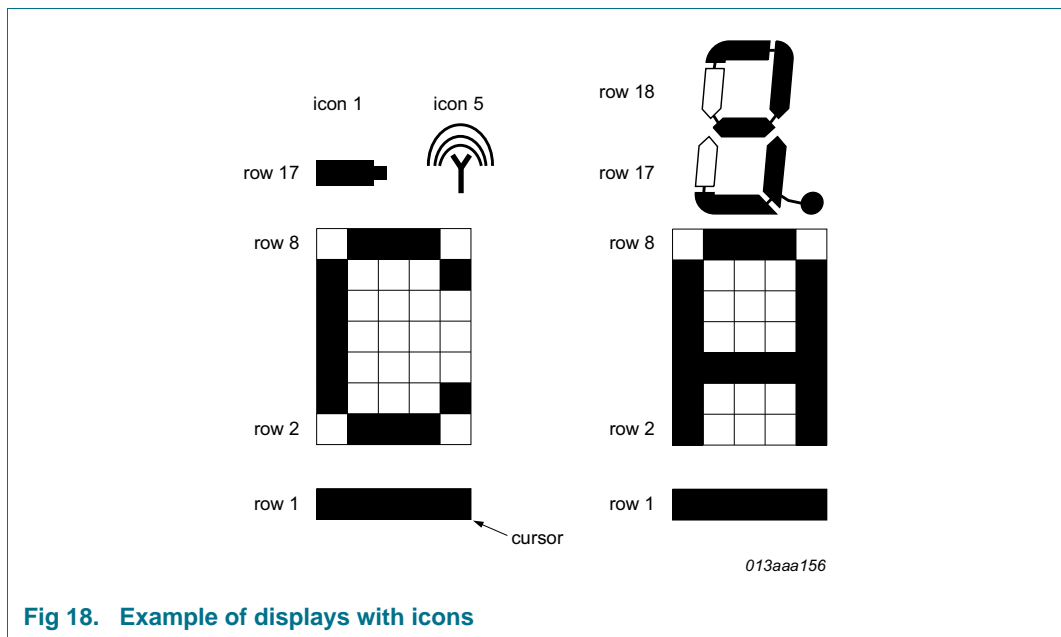 icon 1 icon 5
row 17
row 8
row 2
row 1
cursor
row 18
row 17
row 8
row 2
row 1
013aaa156
Fig 18. Example of displays with icons